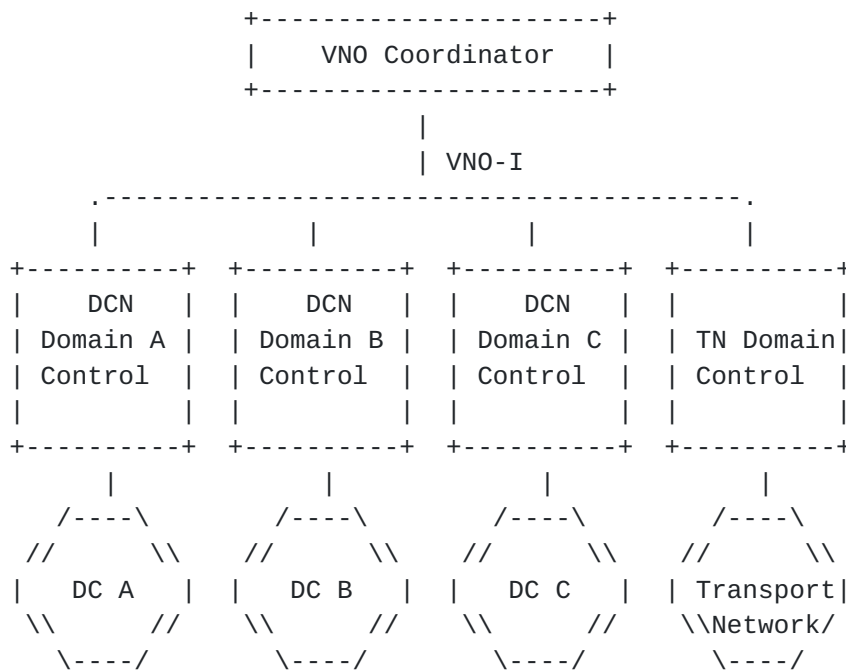 VNO Coordinator
VNO-I
DCN DCN DCN
Domain A Domain B Domain C TN Domain
Control Control Control Control
DC A DC B DC C Transport
Network